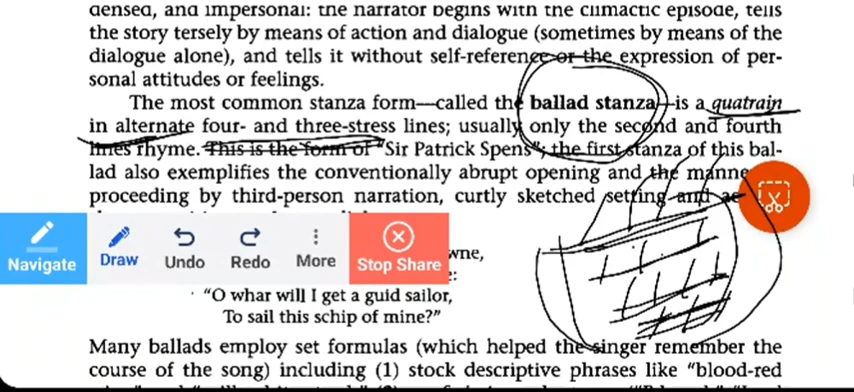 densed, and impersonal: the narrator begins with the climactic episode, tells
the story tersely by means of action and dialogue (sometimes by means of the
dialogue alone), and tells it without self-reference or the expression of per-
sonal attitudes or feelings.
The most common stanza form—called the ballad stanza—is a quatrain
in alternate four- and three-stress lines; usually only the second and fourth
lines rhyme. This is the form of "Sir Patrick Spens"; the first stanza of this bal-
lad also exemplifies the conventionally abrupt opening and the manne
proceeding by third-person narration, curtly sketched setting and ac
wne,
Navigate
Draw
Undo
Redo
More
Stop Share
"O whar will I get a guid sailor,
To sail this schip of mine?"
Many ballads employ set formulas (which helped the singer remember the
course of the song) including (1) stock descriptive phrases like "blood-red